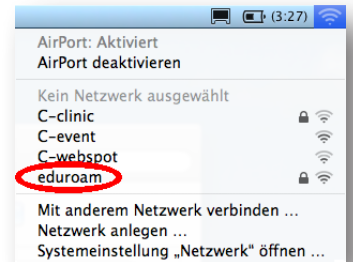 (3:27)
AirPort: Aktiviert
AirPort deaktivieren
Kein Netzwerk ausgewählt
C-clinic
C-event
C-webspot
eduroam
Mit anderem Netzwerk verbinden ...
Netzwerk anlegen ...
Systemeinstellung „Netzwerk“ öffnen ...